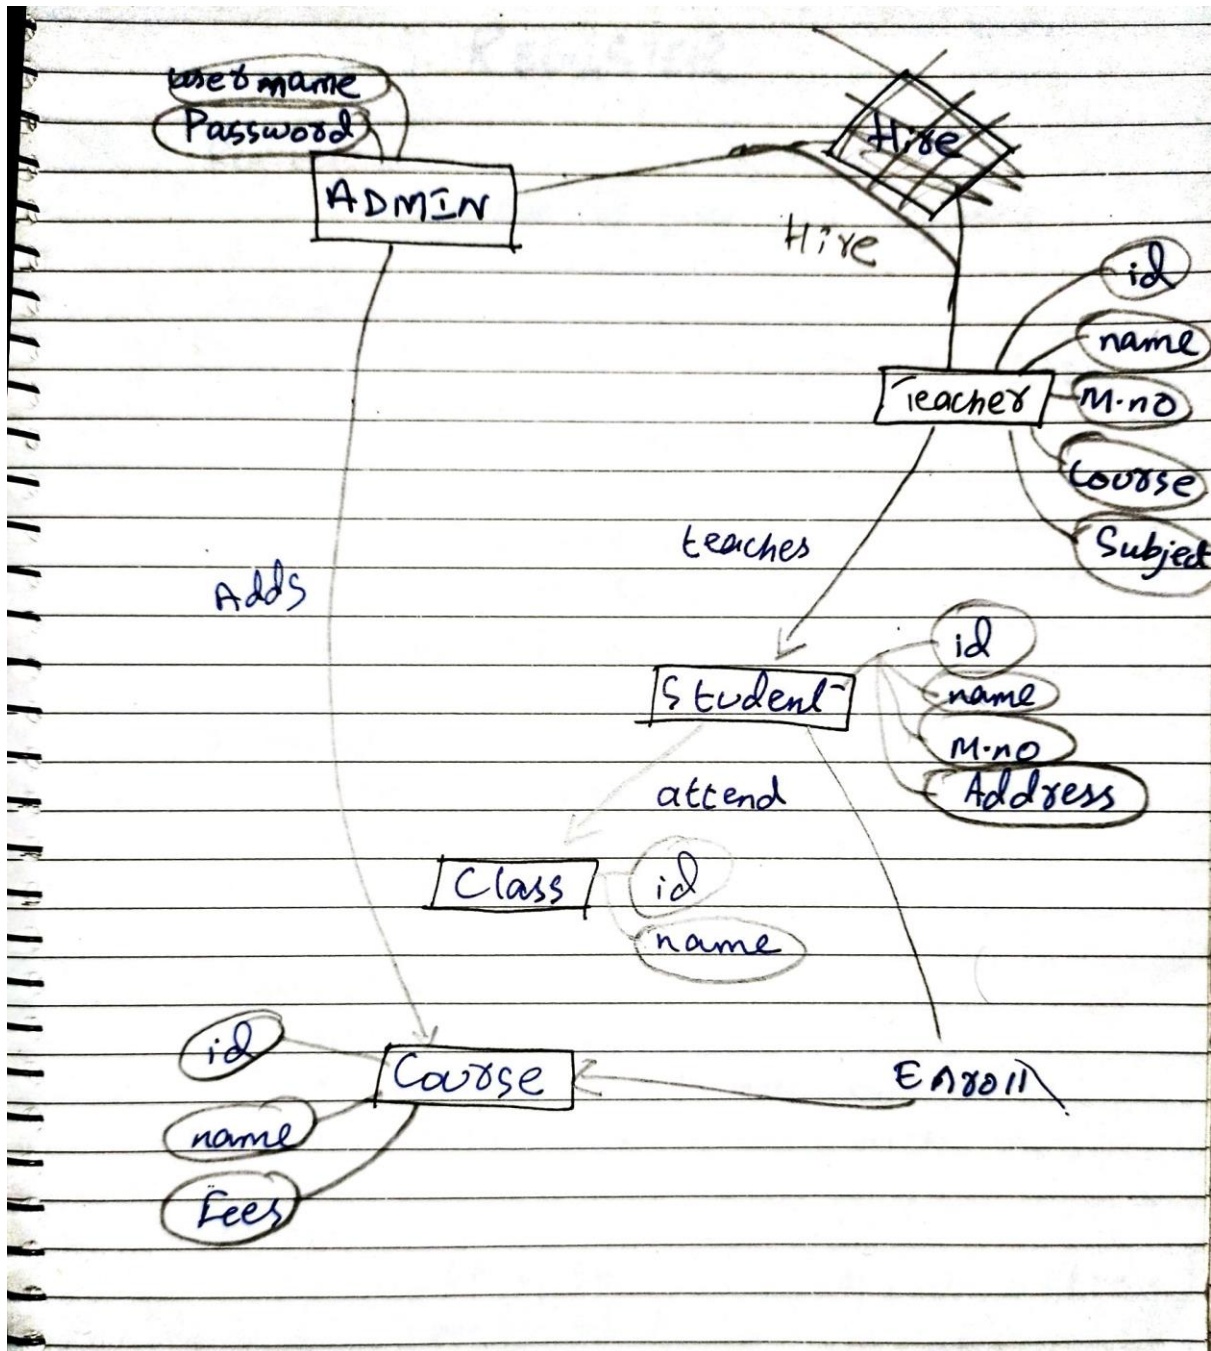 username
Password
ADMIN
Hire
Hire
id
name
M.no
Course
Subject
Teacher
teaches
Adds
Student
id
name
M.no
Address
attend
Class
id
name
id
Course
Enroll
name
Fees